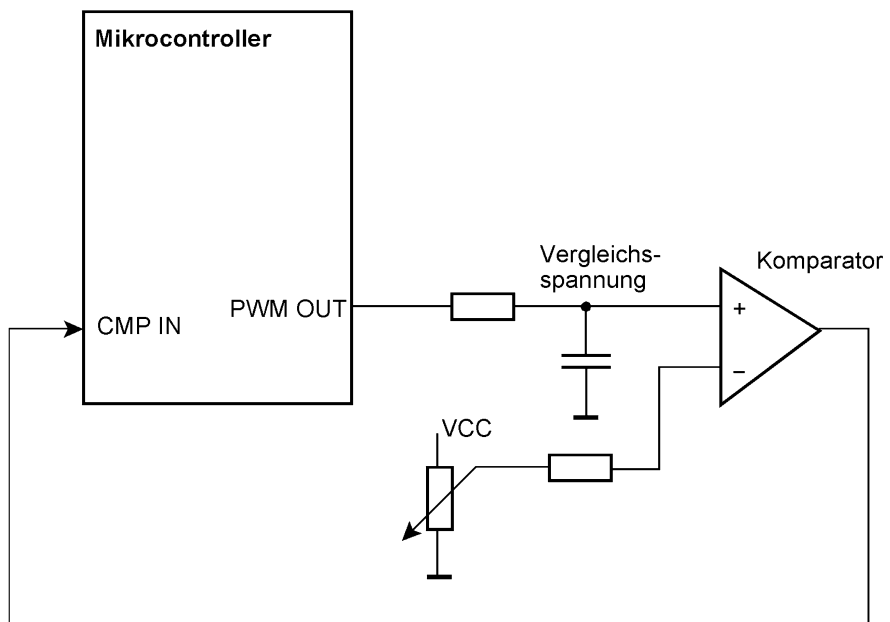 Mikrocontroller
Vergleichs-
spannung
Komparator
PWM OUT
CMP IN
+
−
VCC